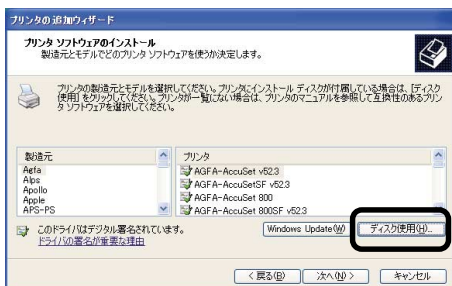 プリンタの追加ウィザード
プリンタ ソフトウェアのインストール
製造元とモデルでどのプリンタ ソフトウェアを使うか決定します。
プリンタの製造元とモデルを選択してください。プリンタにインストール ディスクが付属している場合は、[ディスク
使用] をクリックしてください。プリンタが一覧にない場合は、プリンタのマニュアルを参照して互換性のあるプリン
タ ソフトウェアを選択してください。
製造元
プリンタ
Agfa
Alps
Apollo
Apple
APS-PS
AGFA-AccuSet v52.3
AGFA-AccuSetSF v52.3
AGFA-AccuSet 800
AGFA-AccuSet 800SF v52.3
このドライバはデジタル署名されています。
ドライバの署名が重要な理由
Windows Update(W)
ディスク使用(H)...
< 戻る(B)
次へ(N) >
キャンセル